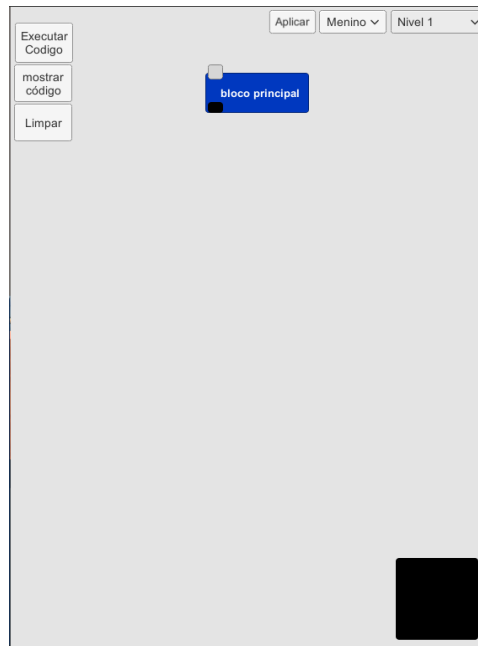 Executar
Codigo
mostrar
código
Limpar
Aplicar
Menino
Nivel 1
bloco principal